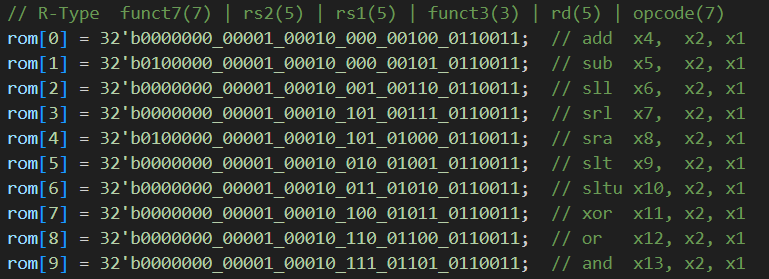 // R-Type  funct7(7) | rs2(5) | rs1(5) | funct3(3) | rd(5) | opcode(7)
rom[0] = 32'b0000000_00001_00010_000_00100_0110011;  // add  x4,  x2, x1
rom[1] = 32'b0100000_00001_00010_000_00101_0110011;  // sub  x5,  x2, x1
rom[2] = 32'b0000000_00001_00010_001_00110_0110011;  // sll  x6,  x2, x1
rom[3] = 32'b0000000_00001_00010_101_00111_0110011;  // srl  x7,  x2, x1
rom[4] = 32'b0100000_00001_00010_101_01000_0110011;  // sra  x8,  x2, x1
rom[5] = 32'b0000000_00001_00010_010_01001_0110011;  // slt  x9,  x2, x1
rom[6] = 32'b0000000_00001_00010_011_01010_0110011;  // sltu x10, x2, x1
rom[7] = 32'b0000000_00001_00010_100_01011_0110011;  // xor  x11, x2, x1
rom[8] = 32'b0000000_00001_00010_110_01100_0110011;  // or   x12, x2, x1
rom[9] = 32'b0000000_00001_00010_111_01101_0110011;  // and  x13, x2, x1